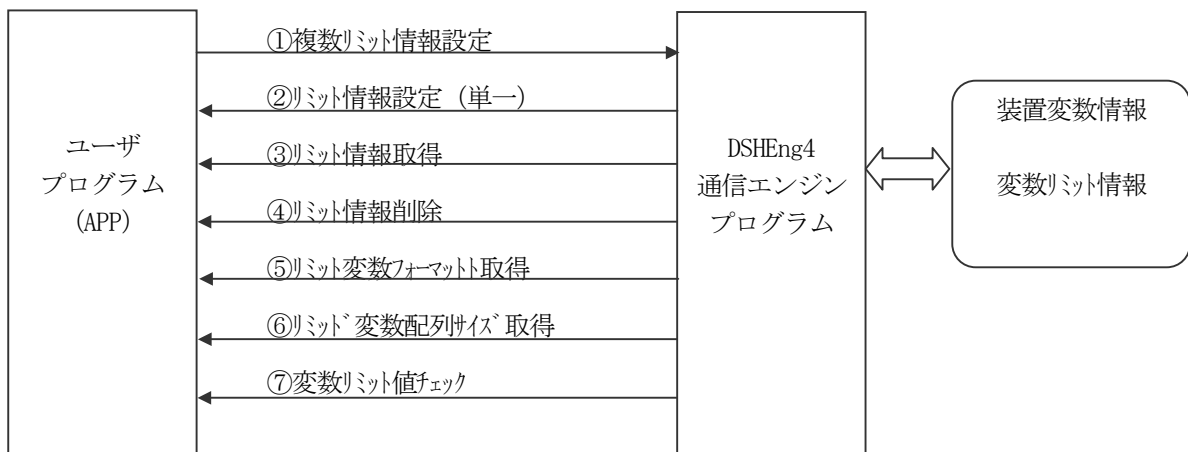 ①複数ﾘﾐｯﾄ情報設定
②ﾘﾐｯﾄ情報設定（単一）
③ﾘﾐｯﾄ情報取得
④ﾘﾐｯﾄ情報削除
⑤ﾘﾐｯﾄ変数ﾌｫｰﾏｯﾄﾄ取得
⑥ﾘﾐｯﾄﾞ変数配列ｻｲｽﾞ取得
⑦変数ﾘﾐｯﾄ値ﾁｪｯｸ
ユーザ
プログラム
(APP)
DSHEng4
通信エンジン
プログラム
装置変数情報
変数ﾘﾐｯﾄ情報